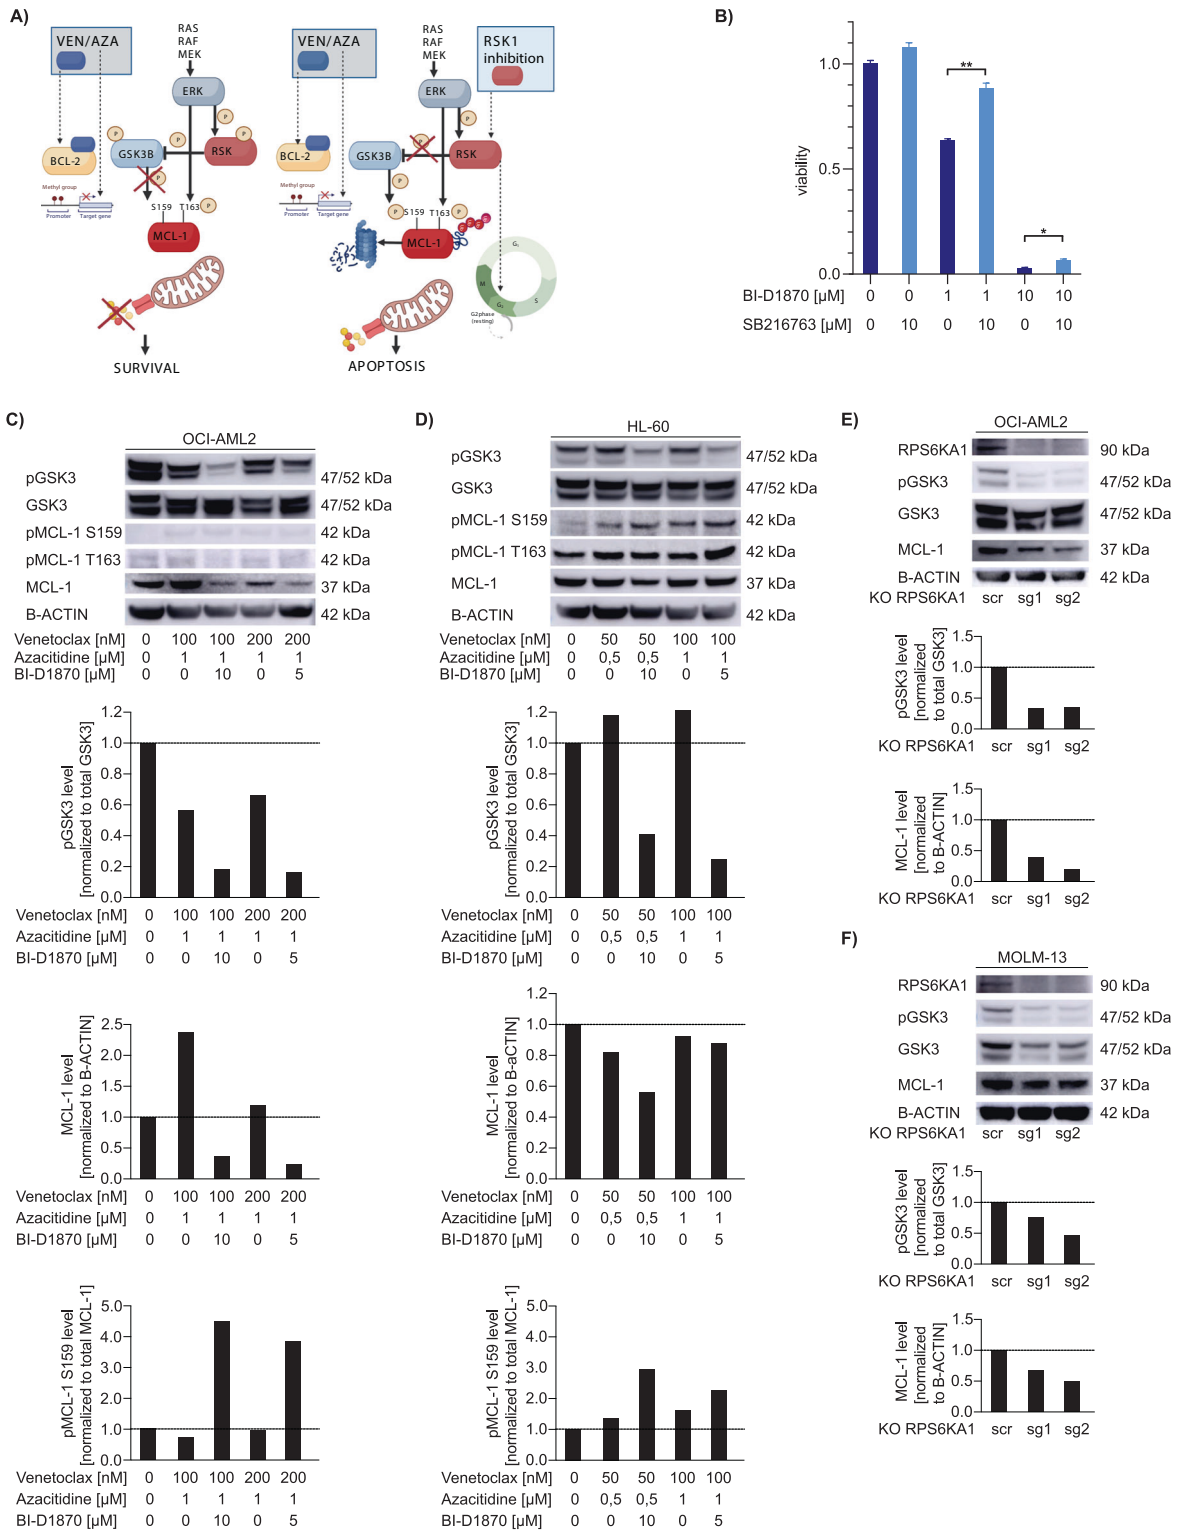 A)
VEN/AZA
RAS
RAF
MEK
ERK
P
P
P
P
BCL-2
GSK3B
RSK
P
Methyl group
Promoter
Target gene
S159
T163
P
MCL-1
SURVIVAL
VEN/AZA
RAS
RAF
MEK
RSK1
inhibition
ERK
P
P
BCL-2
GSK3B
RSK
P
Methyl group
Promoter
Target gene
P
S159
T163
P
MCL-1
G₁
M
S
G₂
G2phase
(resting)
APOPTOSIS
B)
viability
1.0
0.5
0.0
**
*
BI-D1870 [µM] 0 0 1 1 10 10
SB216763 [µM] 0 10 0 10 0 10
C)
OCI-AML2
pGSK3 47/52 kDa
GSK3 47/52 kDa
pMCL-1 S159 42 kDa
pMCL-1 T163 42 kDa
MCL-1 37 kDa
B-ACTIN 42 kDa
Venetoclax [nM] 0 100 100 200 200
Azacitidine [µM] 0 1 1 1 1
BI-D1870 [µM] 0 0 10 0 5
pGSK3 level
[normalized to total GSK3]
1.2
1.0
0.8
0.6
0.4
0.2
0.0
Venetoclax [nM] 0 100 100 200 200
Azacitidine [µM] 0 1 1 1 1
BI-D1870 [µM] 0 0 10 0 5
MCL-1 level
[normalized to B-ACTIN]
2.5
2.0
1.5
1.0
0.5
0.0
Venetoclax [nM] 0 100 100 200 200
Azacitidine [µM] 0 1 1 1 1
BI-D1870 [µM] 0 0 10 0 5
pMCL-1 S159 level
[normalized to total MCL-1]
5.0
4.0
3.0
2.0
1.0
0.0
Venetoclax [nM] 0 100 100 200 200
Azacitidine [µM] 0 1 1 1 1
BI-D1870 [µM] 0 0 10 0 5
D)
HL-60
pGSK3 47/52 kDa
GSK3 47/52 kDa
pMCL-1 S159 42 kDa
pMCL-1 T163 42 kDa
MCL-1 37 kDa
B-ACTIN 42 kDa
Venetoclax [nM] 0 50 50 100 100
Azacitidine [µM] 0 0,5 0,5 1 1
BI-D1870 [µM] 0 0 10 0 5
pGSK3 level
[normalized to total GSK3]
1.2
1.0
0.8
0.6
0.4
0.2
0.0
Venetoclax [nM] 0 50 50 100 100
Azacitidine [µM] 0 0,5 0,5 1 1
BI-D1870 [µM] 0 0 10 0 5
MCL-1 level
[normalized to B-aCTIN]
1.2
1.0
0.8
0.6
0.4
0.2
0.0
Venetoclax [nM] 0 50 50 100 100
Azacitidine [µM] 0 0,5 0,5 1 1
BI-D1870 [µM] 0 0 10 0 5
pMCL-1 S159 level
[normalized to total MCL-1]
5.0
4.0
3.0
2.0
1.0
0.0
Venetoclax [nM] 0 50 50 100 100
Azacitidine [µM] 0 0,5 0,5 1 1
BI-D1870 [µM] 0 0 10 0 5
E)
OCI-AML2
RPS6KA1 90 kDa
pGSK3 47/52 kDa
GSK3 47/52 kDa
MCL-1 37 kDa
B-ACTIN 42 kDa
KO RPS6KA1 scr sg1 sg2
pGSK3 level
[normalized
to total GSK3]
1.5
1.0
0.5
0.0
KO RPS6KA1 scr sg1 sg2
MCL-1 level
[normalized
to B-ACTIN]
1.5
1.0
0.5
0.0
KO RPS6KA1 scr sg1 sg2
F)
MOLM-13
RPS6KA1 90 kDa
pGSK3 47/52 kDa
GSK3 47/52 kDa
MCL-1 37 kDa
B-ACTIN 42 kDa
KO RPS6KA1 scr sg1 sg2
pGSK3 level
[normalized
to total GSK3]
1.5
1.0
0.5
0.0
KO RPS6KA1 scr sg1 sg2
MCL-1 level
[normalized
to B-ACTIN]
1.5
1.0
0.5
0.0
KO RPS6KA1 scr sg1 sg2